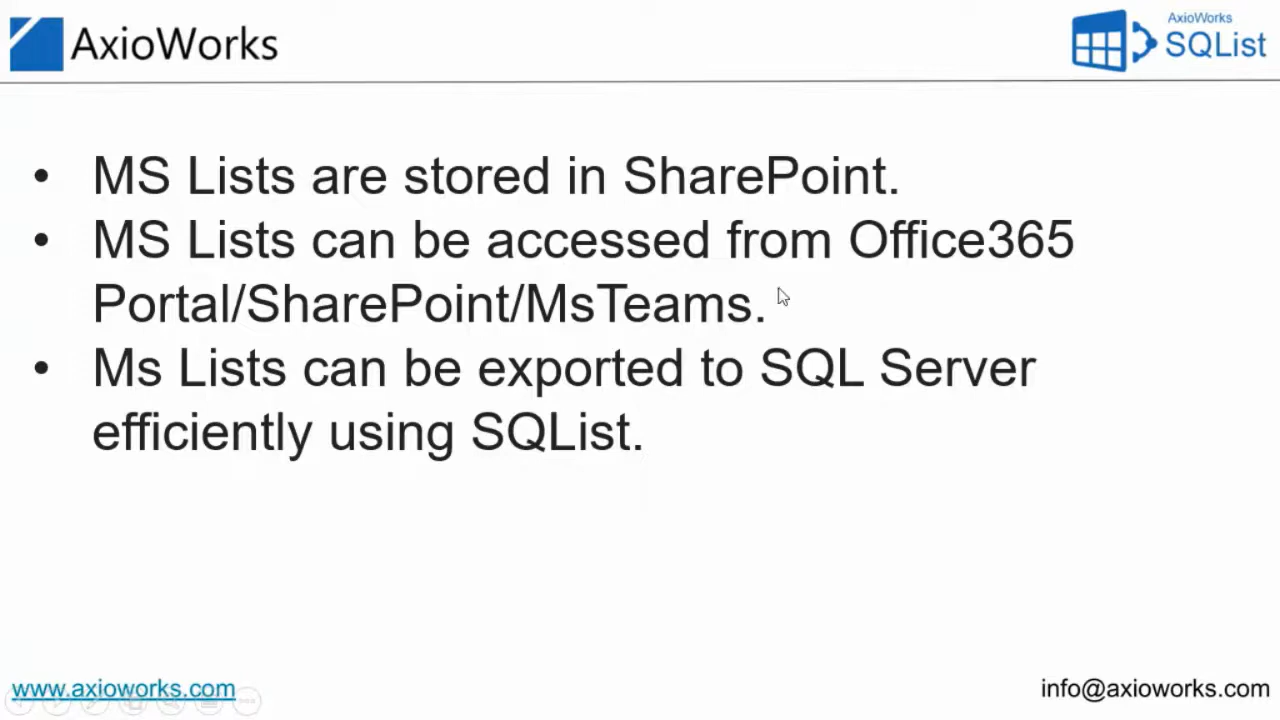 AxioWorks
AxioWorks
SQList
• MS Lists are stored in SharePoint.
• MS Lists can be accessed from Office365
Portal/SharePoint/MsTeams.
• Ms Lists can be exported to SQL Server
efficiently using SQList.
www.axioworks.com
info@axioworks.com